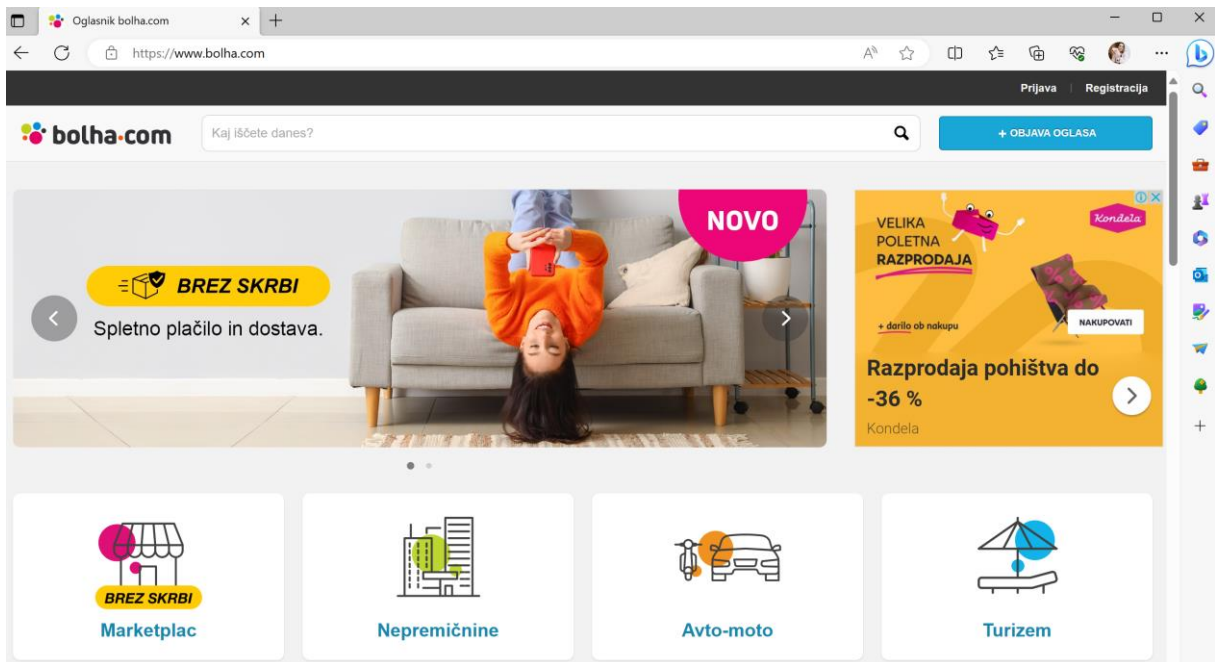 Oglasnik bolha.com
https://www.bolha.com
Prijava
Registracija
bolha.com
Kaj iščete danes?
+ OBJAVA OGLASA
NOVO
BREZ SKRBI
Spletno plačilo in dostava.
VELIKA
POLETNA
RAZPRODAJA
Kondela
+ darilo ob nakupu
NAKUPOVATI
Razprodaja pohištva do
-36 %
Kondela
BREZ SKRBI
Marketplac
Nepremičnine
Avto-moto
Turizem